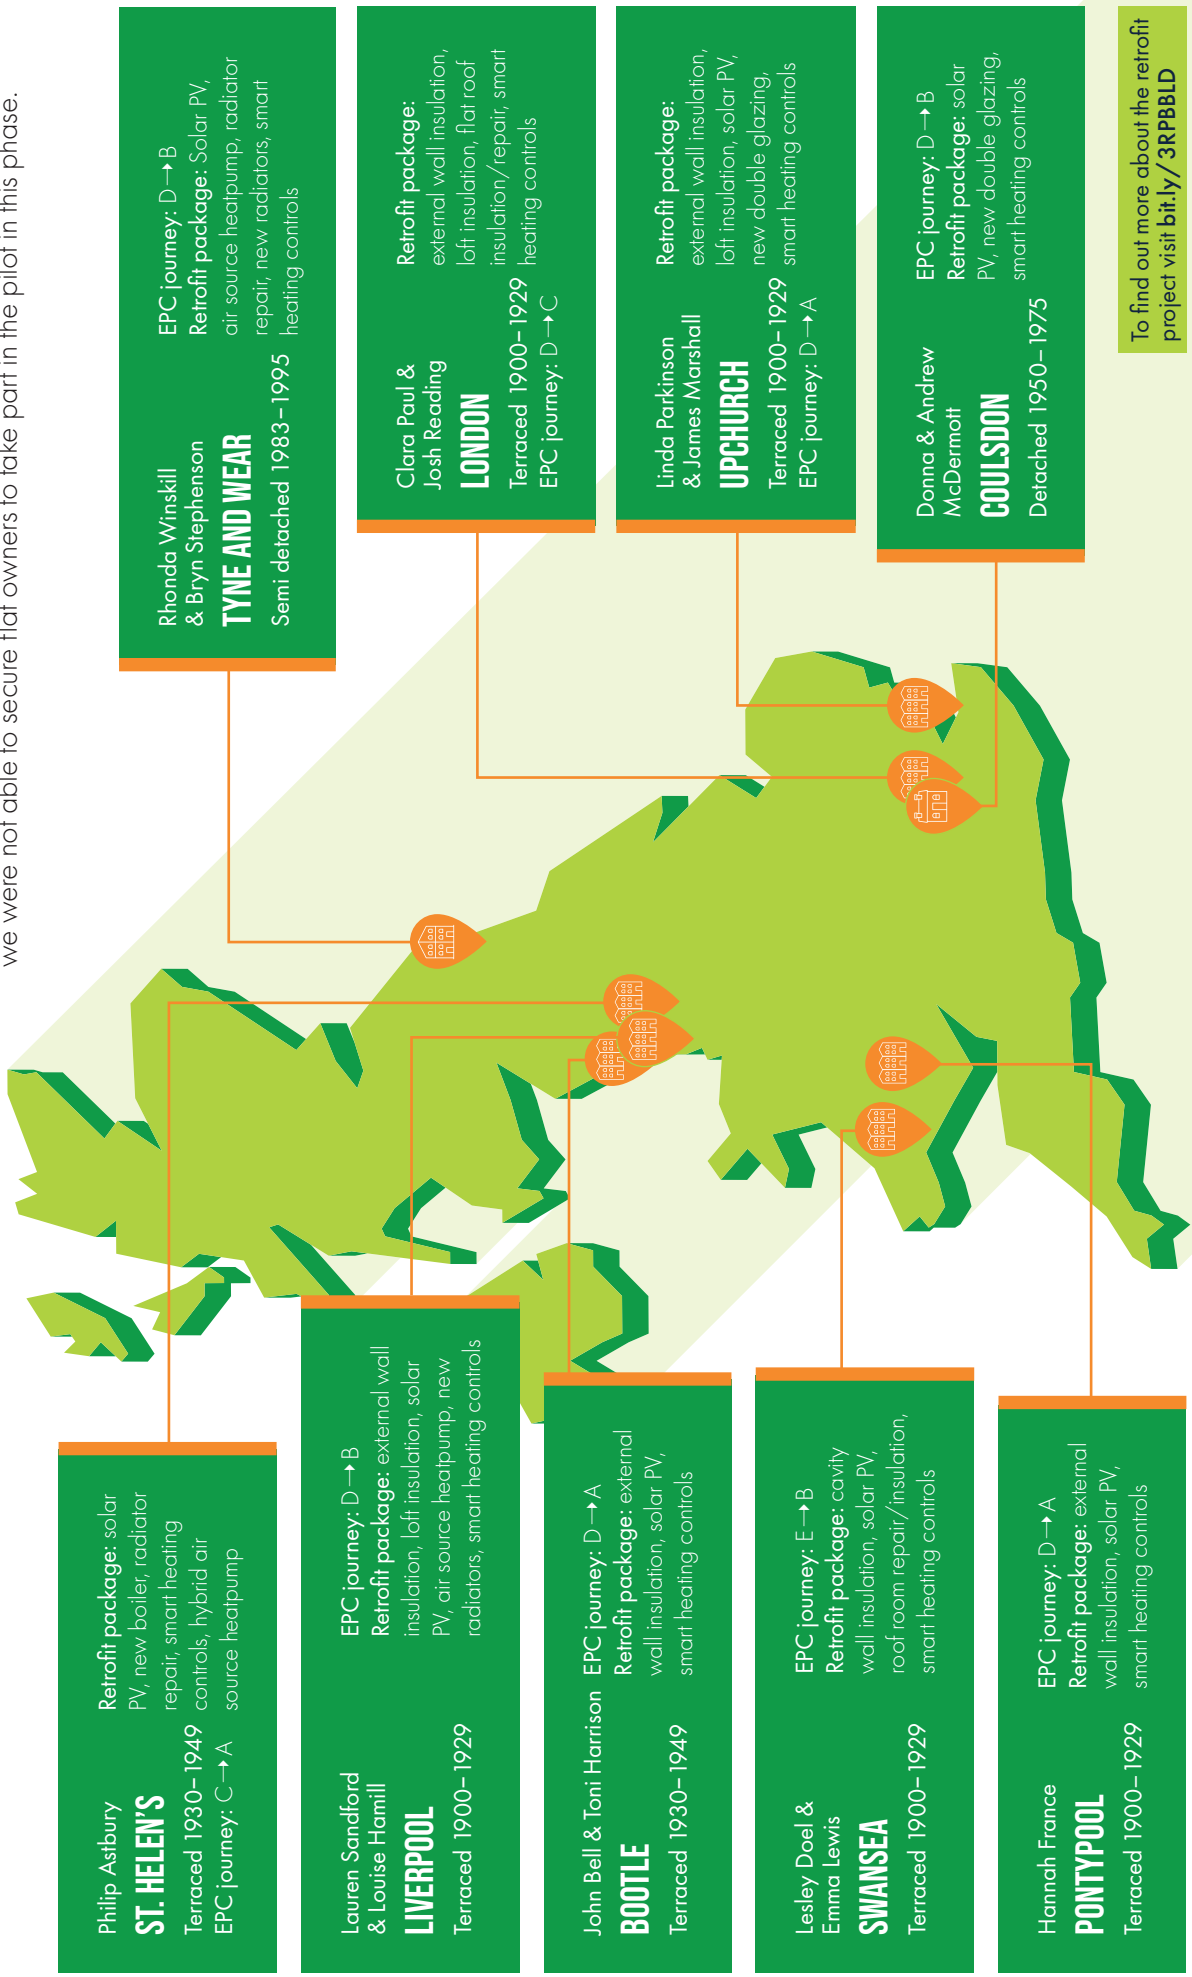 we were not able to secure flat owners to take part in the pilot in this phase.
Philip Astbury
ST. HELEN'S
Terraced 1930–1949
EPC journey: C→A
Retrofit package: solar
PV, new boiler, radiator
repair, smart heating
controls, hybrid air
source heatpump
Lauren Sandford
& Louise Hamill
LIVERPOOL
Terraced 1900–1929
EPC journey: D→B
Retrofit package: external wall
insulation, loft insulation, solar
PV, air source heatpump, new
radiators, smart heating controls
John Bell & Toni Harrison
BOOTLE
Terraced 1930–1949
EPC journey: D→A
Retrofit package: external
wall insulation, solar PV,
smart heating controls
Lesley Doel &
Emma Lewis
SWANSEA
Terraced 1900–1929
EPC journey: E→B
Retrofit package: cavity
wall insulation, solar PV,
roof room repair/insulation,
smart heating controls
Hannah France
PONTYPOOL
Terraced 1900–1929
EPC journey: D→A
Retrofit package: external
wall insulation, solar PV,
smart heating controls
Rhonda Winskill
& Bryn Stephenson
TYNE AND WEAR
Semi detached 1983–1995
EPC journey: D→B
Retrofit package: Solar PV,
air source heatpump, radiator
repair, new radiators, smart
heating controls
Clara Paul &
Josh Reading
LONDON
Terraced 1900–1929
EPC journey: D→C
Retrofit package:
external wall insulation,
loft insulation, flat roof
insulation/repair, smart
heating controls
Linda Parkinson
& James Marshall
UPCHURCH
Terraced 1900–1929
EPC journey: D→A
Retrofit package:
external wall insulation,
loft insulation, solar PV,
new double glazing,
smart heating controls
Donna & Andrew
McDermott
COULSDON
Detached 1950–1975
EPC journey: D→B
Retrofit package: solar
PV, new double glazing,
smart heating controls
To find out more about the retrofit
project visit bit.ly/3RPBBLD